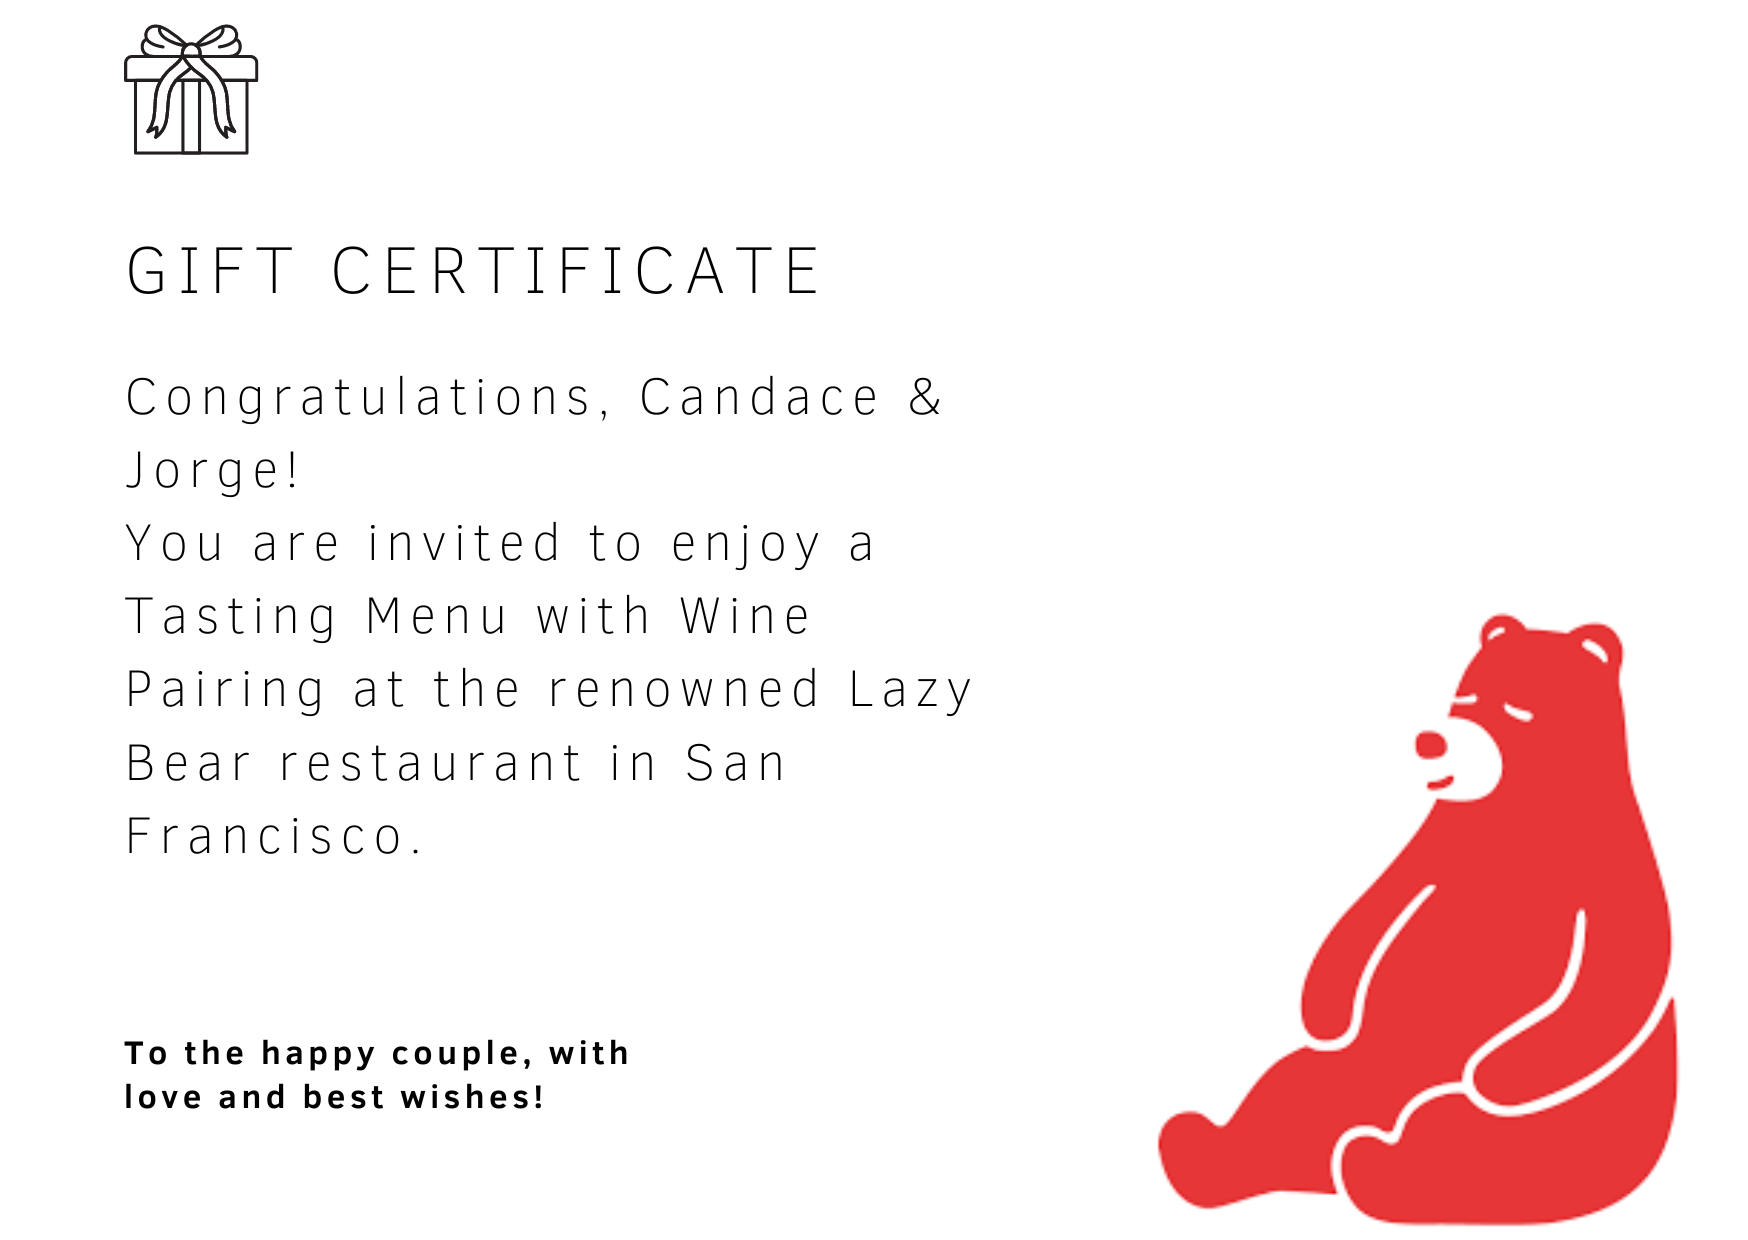 GIFT CERTIFICATE
Congratulations, Candace &
Jorge!
You are invited to enjoy a
Tasting Menu with Wine
Pairing at the renowned Lazy
Bear restaurant in San
Francisco.
To the happy couple, with
love and best wishes!